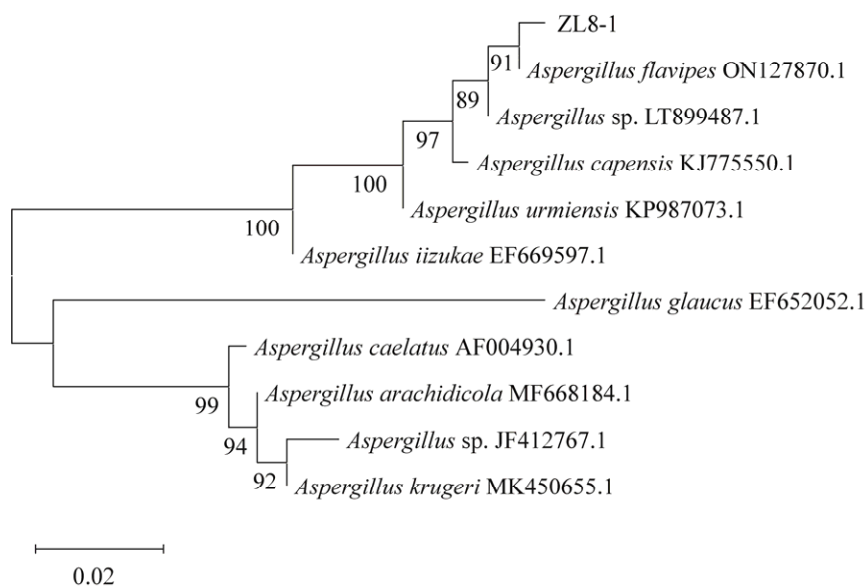 ZL8-1
91
Aspergillus flavipes ON127870.1
89
Aspergillus sp. LT899487.1
97
Aspergillus capensis KJ775550.1
100
Aspergillus urmiensis KP987073.1
100
Aspergillus iizukae EF669597.1
Aspergillus glaucus EF652052.1
Aspergillus caelatus AF004930.1
99
Aspergillus arachidicola MF668184.1
94
Aspergillus sp. JF412767.1
92
Aspergillus krugeri MK450655.1
0.02